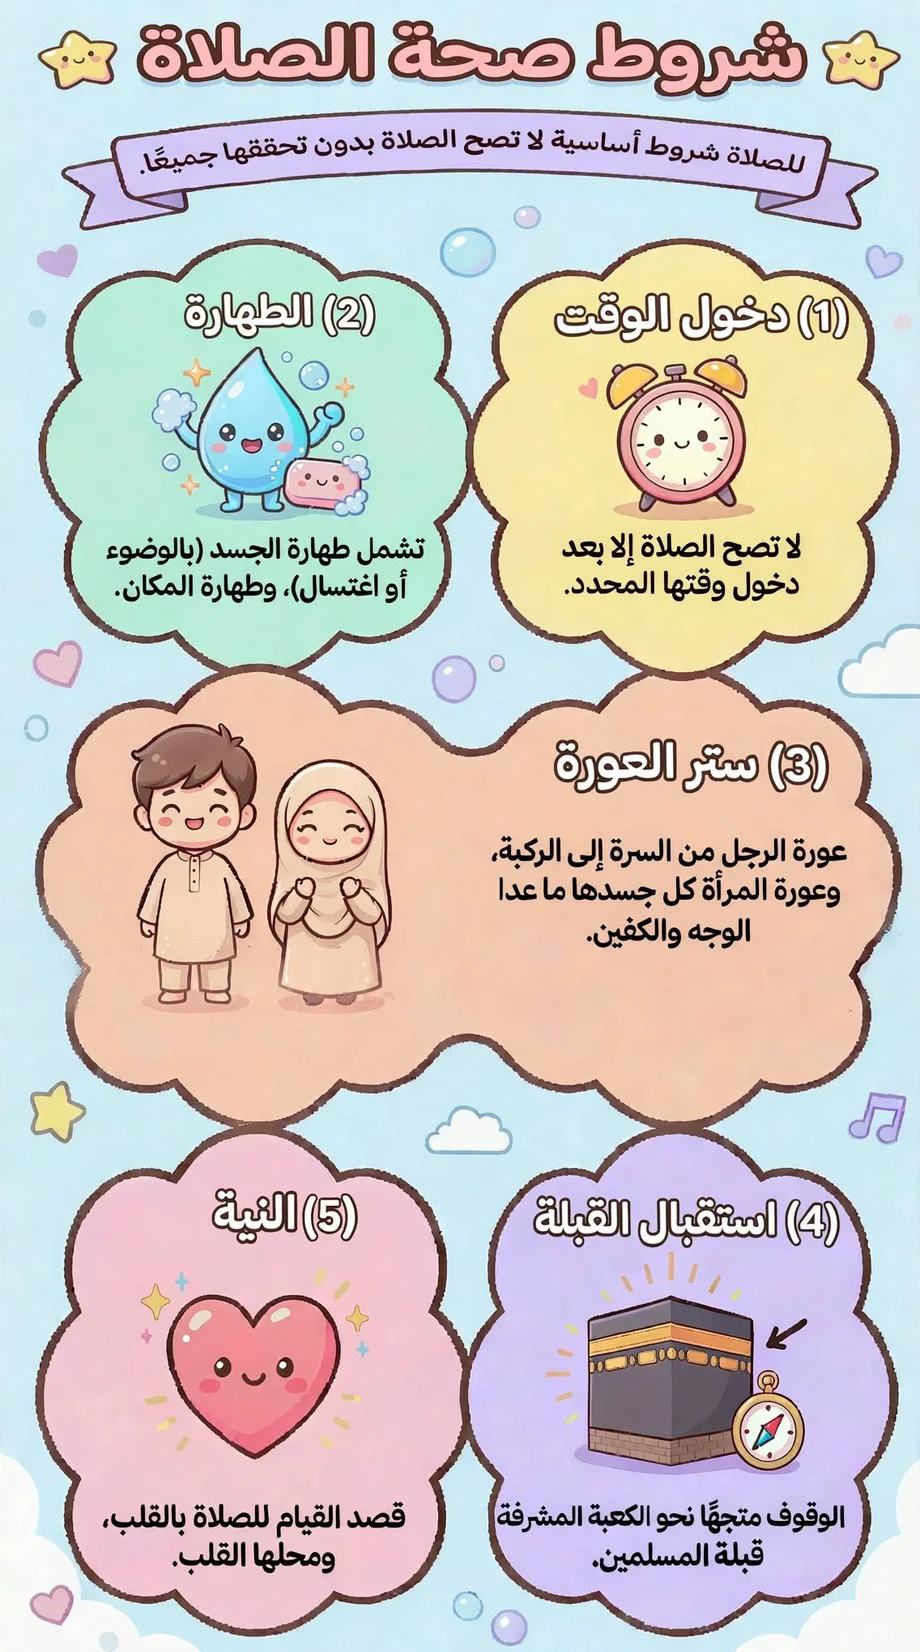 شروط صحة الصلاة
للصلاة شروط أساسية لا تصح الصلاة بدون تحققها جميعًا.
(1) دخول الوقت
لا تصح الصلاة إلا بعد
دخول وقتها المحدد.
(2) الطهارة
تشمل طهارة الجسد (بالوضوء
أو اغتسال)، وطهارة المكان.
(3) ستر العورة
عورة الرجل من السرة إلى الركبة،
وعورة المرأة كل جسدها ما عدا
الوجه والكفين.
(4) استقبال القبلة
الوقوف متجهًا نحو الكعبة المشرفة
قبلة المسلمين.
(5) النية
قصد القيام للصلاة بالقلب،
ومحلها القلب.